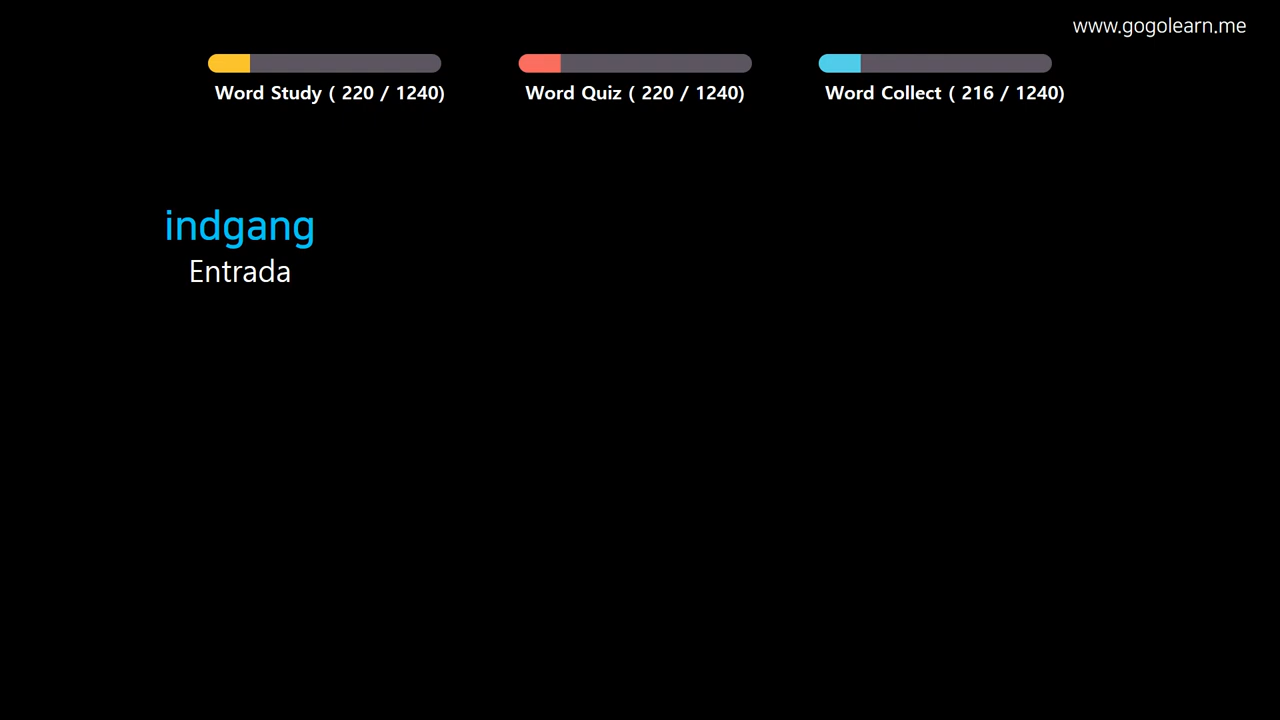 www.gogolearn.me
Word Study ( 220 / 1240)
Word Quiz ( 220 / 1240)
Word Collect ( 216 / 1240)
indgang
Entrada